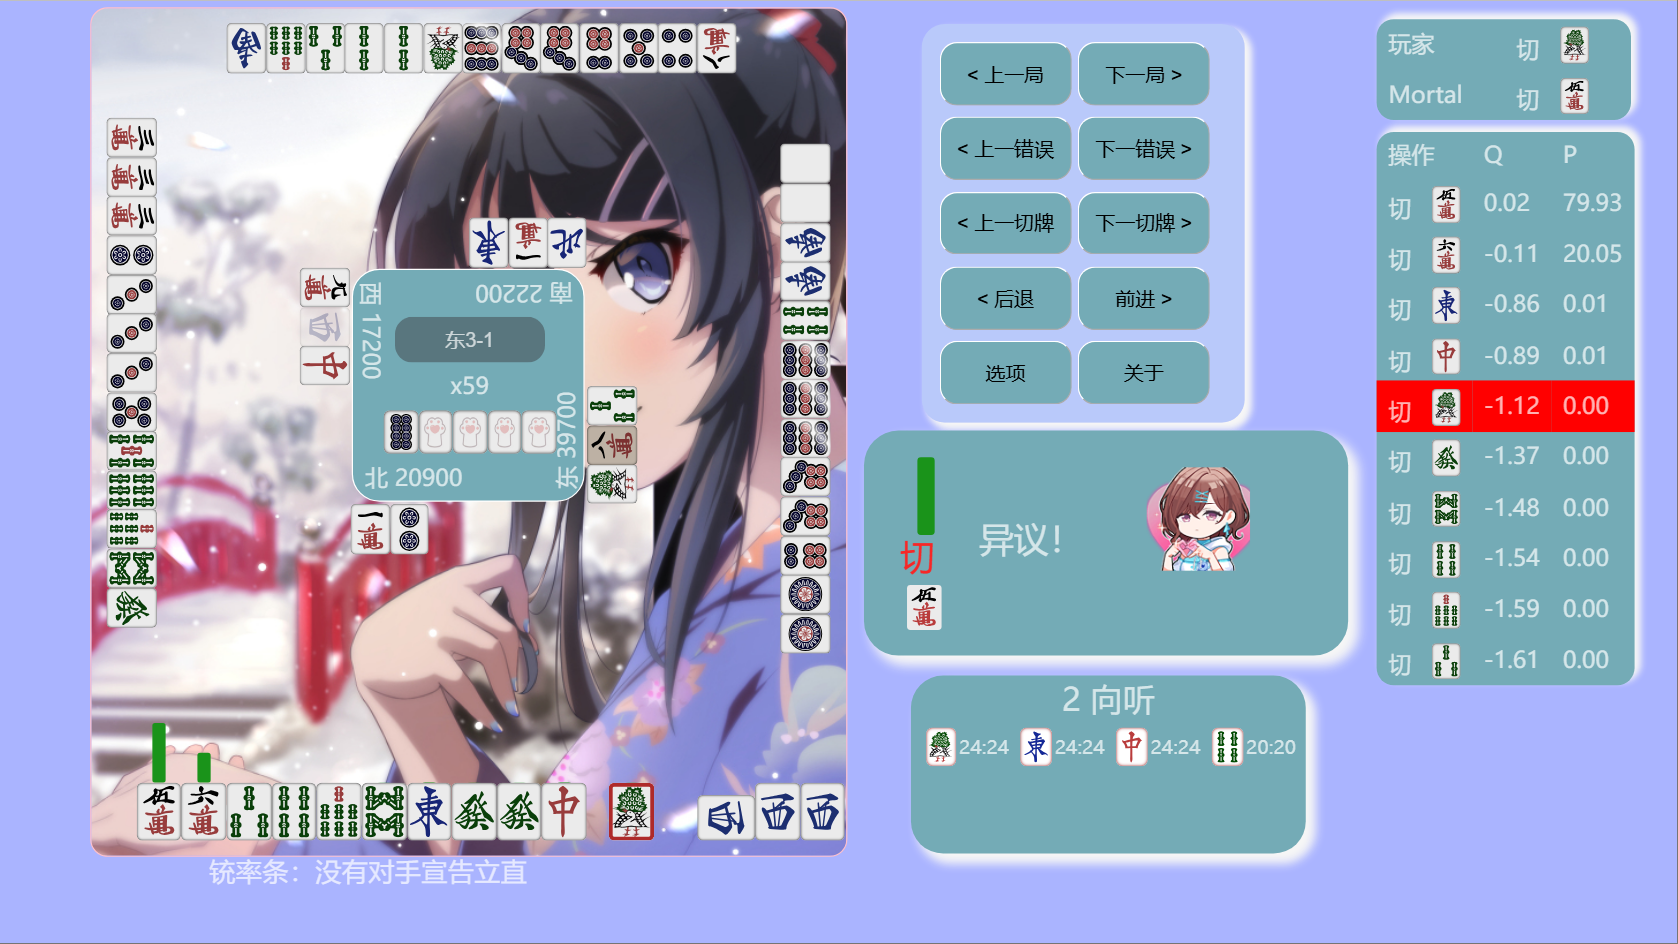 西 17200
南 22200
东3-1
x59
东 39700
北 20900
铳率条：没有对手宣告立直
< 上一局
下一局 >
< 上一错误
下一错误 >
< 上一切牌
下一切牌 >
< 后退
前进 >
选项
关于
切
异议！
2 向听
24:24 24:24 24:24 20:20
玩家 切
Mortal 切
操作 Q P
切 0.02 79.93
切 -0.11 20.05
切 -0.86 0.01
切 -0.89 0.01
切 -1.12 0.00
切 -1.37 0.00
切 -1.48 0.00
切 -1.54 0.00
切 -1.59 0.00
切 -1.61 0.00